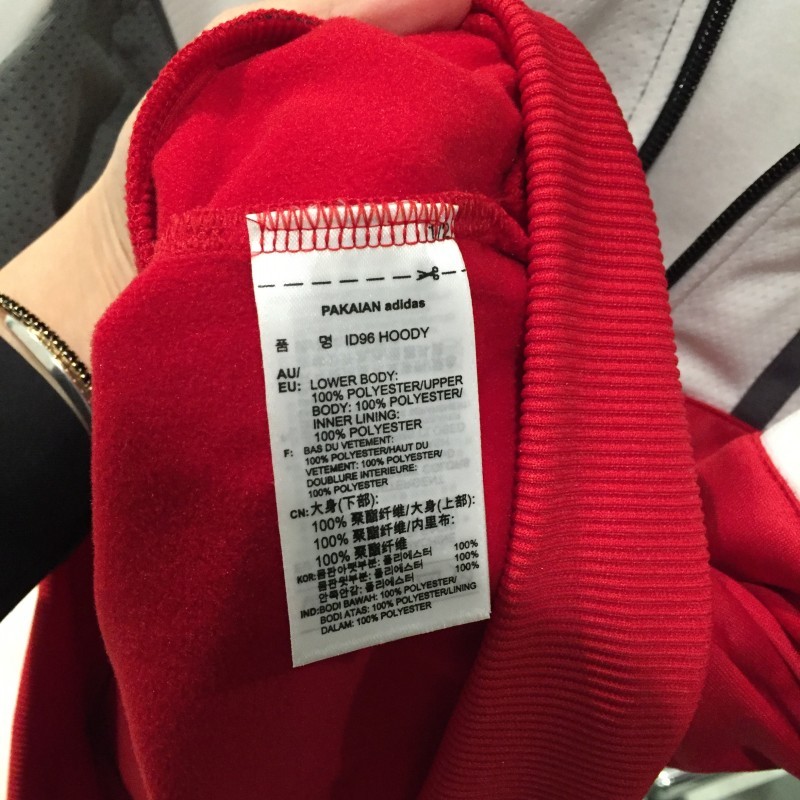 1/2
PAKAIAN adidas
품 명 ID96 HOODY
AU/
EU: LOWER BODY:
100% POLYESTER/UPPER
BODY: 100% POLYESTER/
INNER LINING:
100% POLYESTER
F: BAS DU VETEMENT:
100% POLYESTER/HAUT DU
VETEMENT: 100% POLYESTER/
DOUBLURE INTERIEURE:
100% POLYESTER
CN: 大身(下部):
100% 聚酯纤维/大身(上部):
100% 聚酯纤维/内里布:
100% 聚酯纤维
KOR: 몸판아랫부분: 폴리에스터 100%
몸판윗부분: 폴리에스터 100%
안쪽안감: 폴리에스터 100%
IND: BODI BAWAH: 100% POLYESTER/
BODI ATAS: 100% POLYESTER/LINING
DALAM: 100% POLYESTER